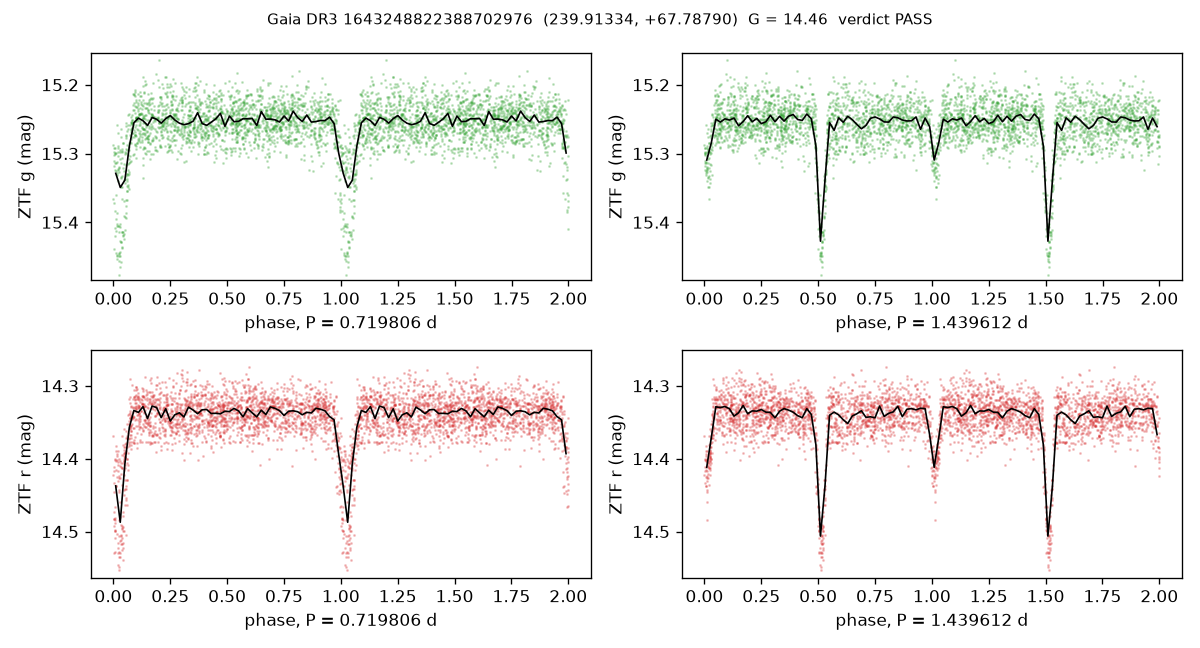 Gaia DR3 1643248822388702976  (239.91334, +67.78790)  G = 14.46  verdict PASS
ZTF g (mag)
15.2
15.3
15.4
0.00 0.25 0.50 0.75 1.00 1.25 1.50 1.75 2.00
phase, P = 0.719806 d
ZTF g (mag)
15.2
15.3
15.4
0.00 0.25 0.50 0.75 1.00 1.25 1.50 1.75 2.00
phase, P = 1.439612 d
ZTF r (mag)
14.3
14.4
14.5
0.00 0.25 0.50 0.75 1.00 1.25 1.50 1.75 2.00
phase, P = 0.719806 d
ZTF r (mag)
14.3
14.4
14.5
0.00 0.25 0.50 0.75 1.00 1.25 1.50 1.75 2.00
phase, P = 1.439612 d